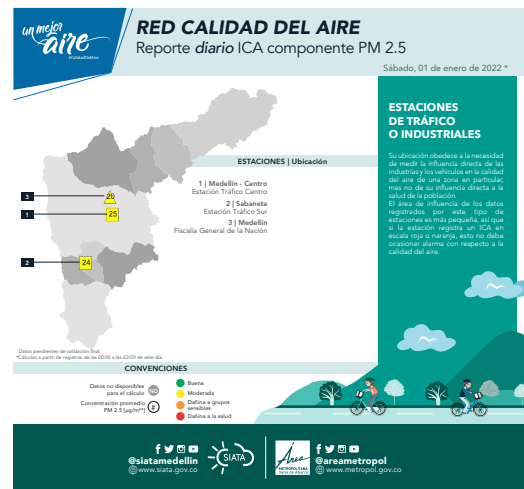 un mejor
aire
#CalidadDelAire
RED CALIDAD DEL AIRE
Reporte diario ICA componente PM 2.5
Sábado, 01 de enero de 2022 *
ESTACIONES
DE TRÁFICO
O INDUSTRIALES
Su ubicación obedece a la necesidad
de medir la influencia directa de las
industrias y los vehículos en la calidad
del aire de una zona en particular,
mas no de su influencia directa a la
salud de la población.
El área de influencia de los datos
registrados por este tipo de
estaciones es más pequeña, así que
si la estación registra un ICA en
escala roja o naranja, esto no debe
ocasionar alarma con respecto a la
calidad del aire.
ESTACIONES | Ubicación
1 | Medellín - Centro
Estación Tráfico Centro
2 | Sabaneta
Estación Tráfico Sur
3 | Medellín
Fiscalía General de la Nación
3
20
1
25
2
24
Datos pendientes de validación final.
*Cálculos a partir de registros de las 00:00 a las 23:59 de este día.
CONVENCIONES
Datos no disponibles
para el cálculo
ND
Concentración promedio
PM 2.5 [µg/m³*]
#
Buena
Moderada
Dañina a grupos
sensibles
Dañina a la salud
@siatamedellin
www.siata.gov.co
SIATA
Área
METROPOLITANA
Valle de Aburrá
@areametropol
www.metropol.gov.co